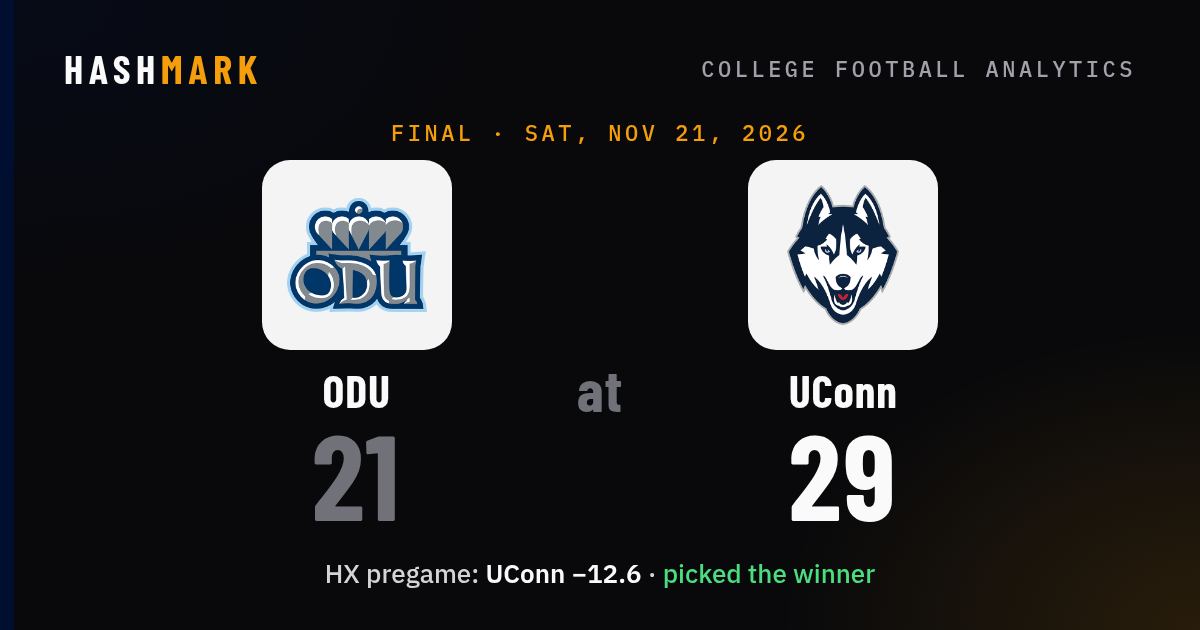 HASHMARK
COLLEGE FOOTBALL ANALYTICS
FINAL · SAT, NOV 21, 2026
ODU
ODU
at
UConn
21
29
HX pregame: UConn −12.6 · picked the winner